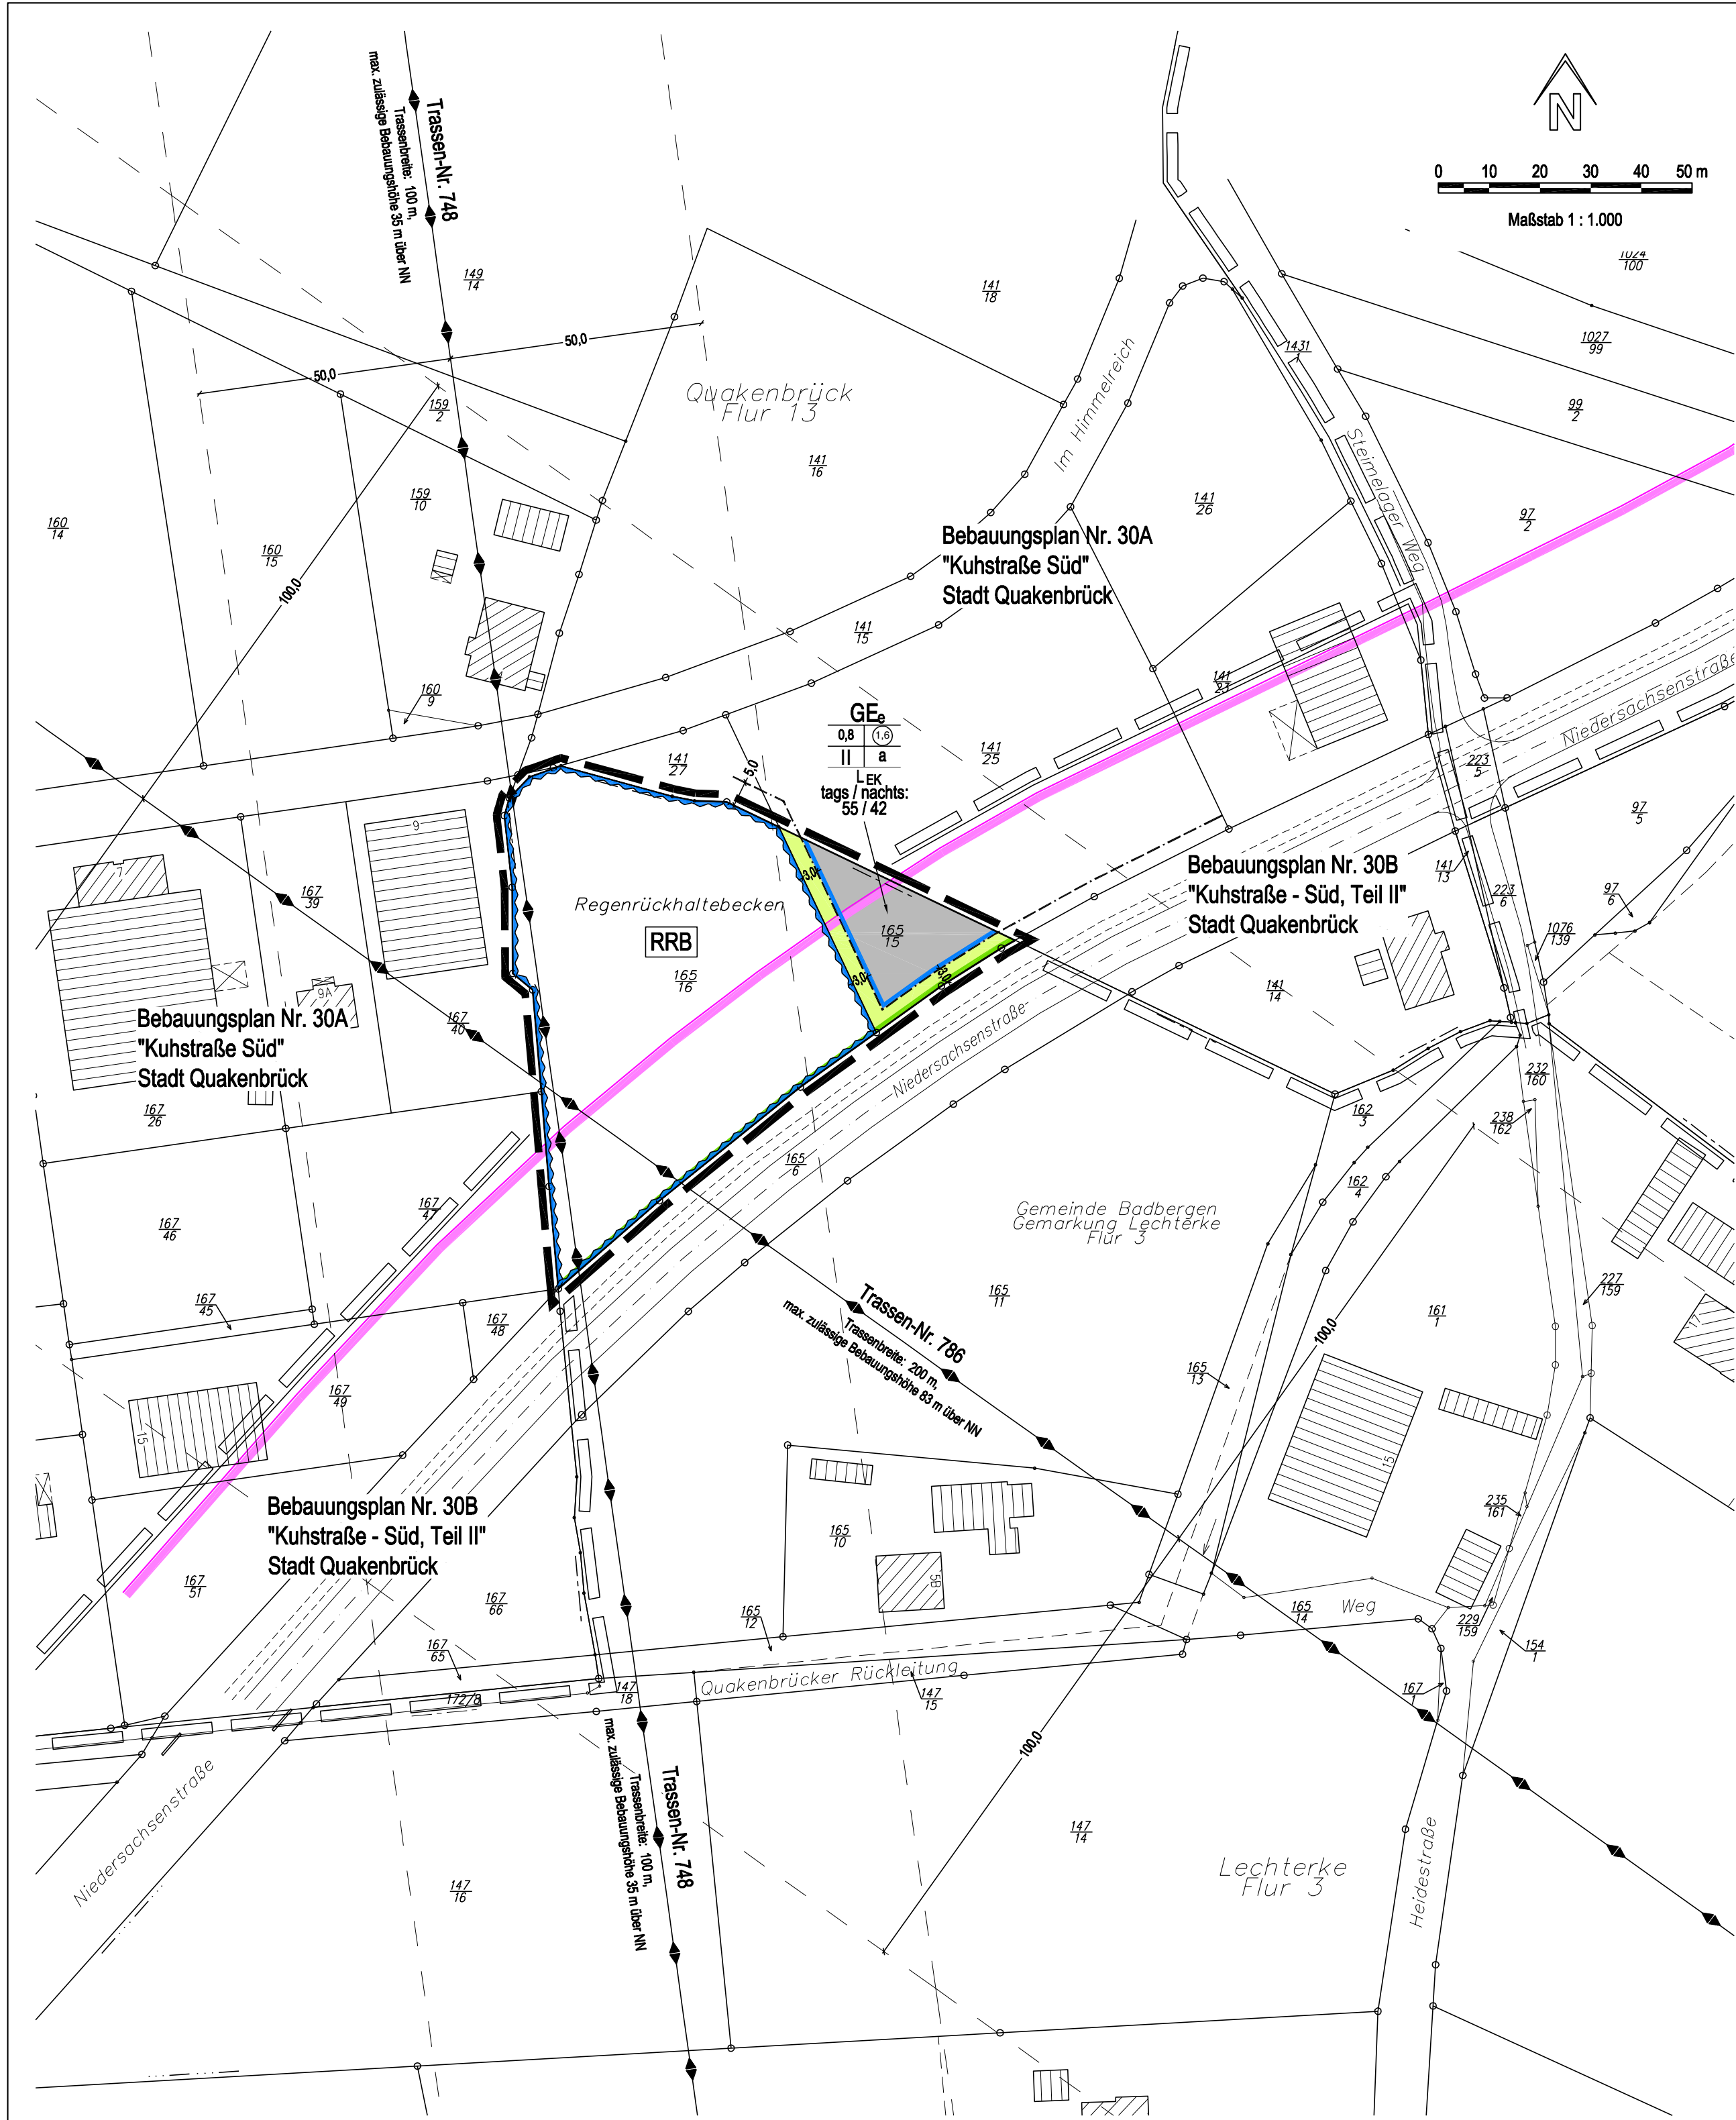 N
0 10 20 30 40 50 m
Maßstab 1 : 1.000
Trassen-Nr. 748
Trassenbreite: 100 m,
max. zulässige Bebauungshöhe 35 m über NN
149
14
141
18
1024
100
1027
99
99
2
1431
1
50,0
50,0
159
2
Quakenbrück
Flur 13
Im Himmelreich
Steimelager Weg
141
16
141
26
97
2
159
10
160
14
160
15
100,0
Bebauungsplan Nr. 30A
"Kuhstraße Süd"
Stadt Quakenbrück
141
15
160
9
141
23
GEe
0,8 1,6
II a
LEK
tags / nachts:
55 / 42
141
25
141
27
5,0
Niedersachsenstraße
223
5
97
5
9
7
167
39
Regenrückhaltebecken
RRB
165
16
165
15
3,0
3,0
3,0
Bebauungsplan Nr. 30B
"Kuhstraße - Süd, Teil II"
Stadt Quakenbrück
141
13
223
6
97
6
1076
139
141
14
9A
Bebauungsplan Nr. 30A
"Kuhstraße Süd"
Stadt Quakenbrück
167
40
167
26
Niedersachsenstraße
232
160
238
162
162
3
162
4
165
6
167
47
167
46
167
45
167
48
167
49
Gemeinde Badbergen
Gemarkung Lechterke
Flur 3
165
11
Trassen-Nr. 786
Trassenbreite: 200 m,
max. zulässige Bebauungshöhe 83 m über NN
227
159
161
1
100,0
165
13
15
15
235
161
Bebauungsplan Nr. 30B
"Kuhstraße - Süd, Teil II"
Stadt Quakenbrück
167
51
167
66
165
10
5B
165
12
165
14
Weg
229
159
154
1
167
65
172/8
147
18
Quakenbrücker Rückleitung
147
15
167
1
Niedersachsenstraße
Trassen-Nr. 748
Trassenbreite: 100 m,
max. zulässige Bebauungshöhe 35 m über NN
100,0
147
16
147
14
Lechterke
Flur 3
Heidestraße